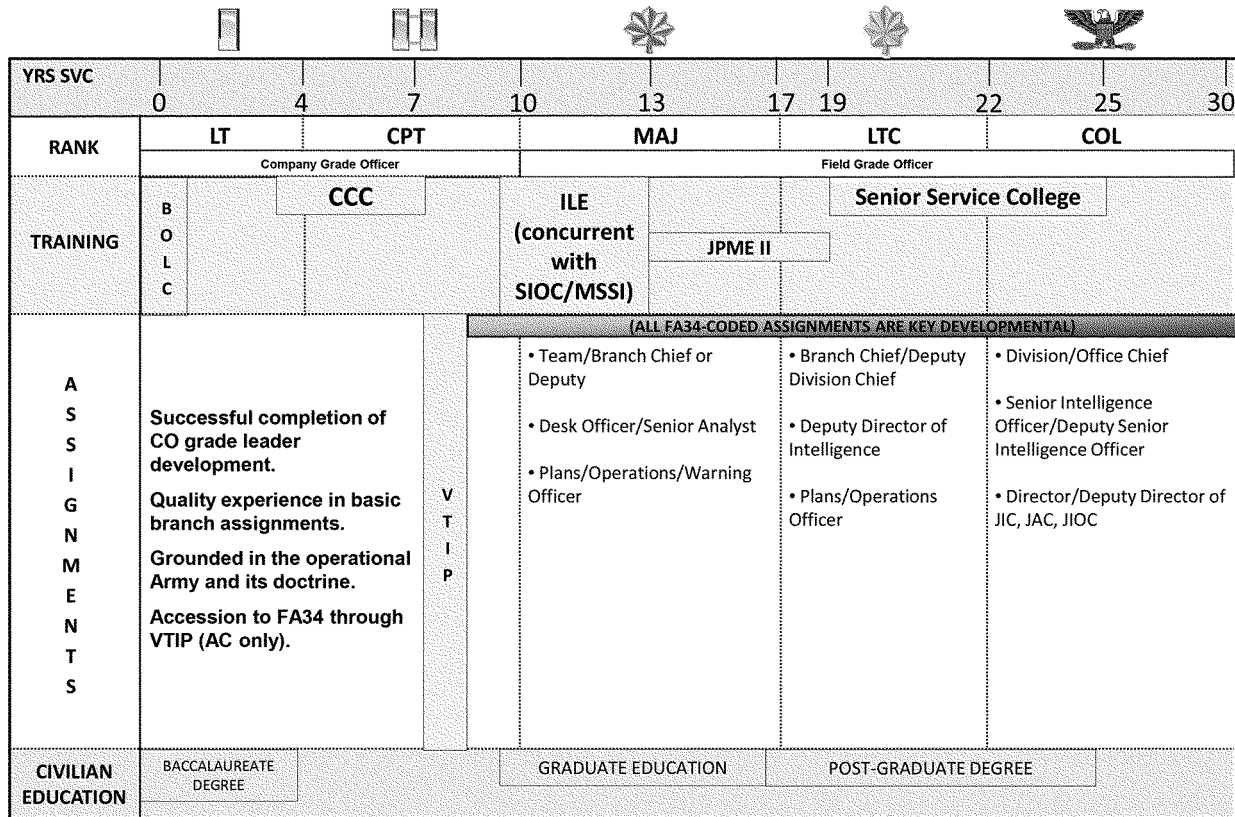 YRS SVC
0 4 7 10 13 17 19 22 25 30
RANK
LT CPT MAJ LTC COL
Company Grade Officer Field Grade Officer
TRAINING
B
O
L
C
CCC
ILE
(concurrent
with
SIOC/MSSI)
JPME II
Senior Service College
A
S
S
I
G
N
M
E
N
T
S
Successful completion of
CO grade leader
development.
Quality experience in basic
branch assignments.
Grounded in the operational
Army and its doctrine.
Accession to FA34 through
VTIP (AC only).
V
T
I
P
(ALL FA34-CODED ASSIGNMENTS ARE KEY DEVELOPMENTAL)
• Team/Branch Chief or
Deputy
• Desk Officer/Senior Analyst
• Plans/Operations/Warning
Officer
• Branch Chief/Deputy
Division Chief
• Deputy Director of
Intelligence
• Plans/Operations
Officer
• Division/Office Chief
• Senior Intelligence
Officer/Deputy Senior
Intelligence Officer
• Director/Deputy Director of
JIC, JAC, JIOC
CIVILIAN
EDUCATION
BACCALAUREATE
DEGREE
GRADUATE EDUCATION
POST-GRADUATE DEGREE